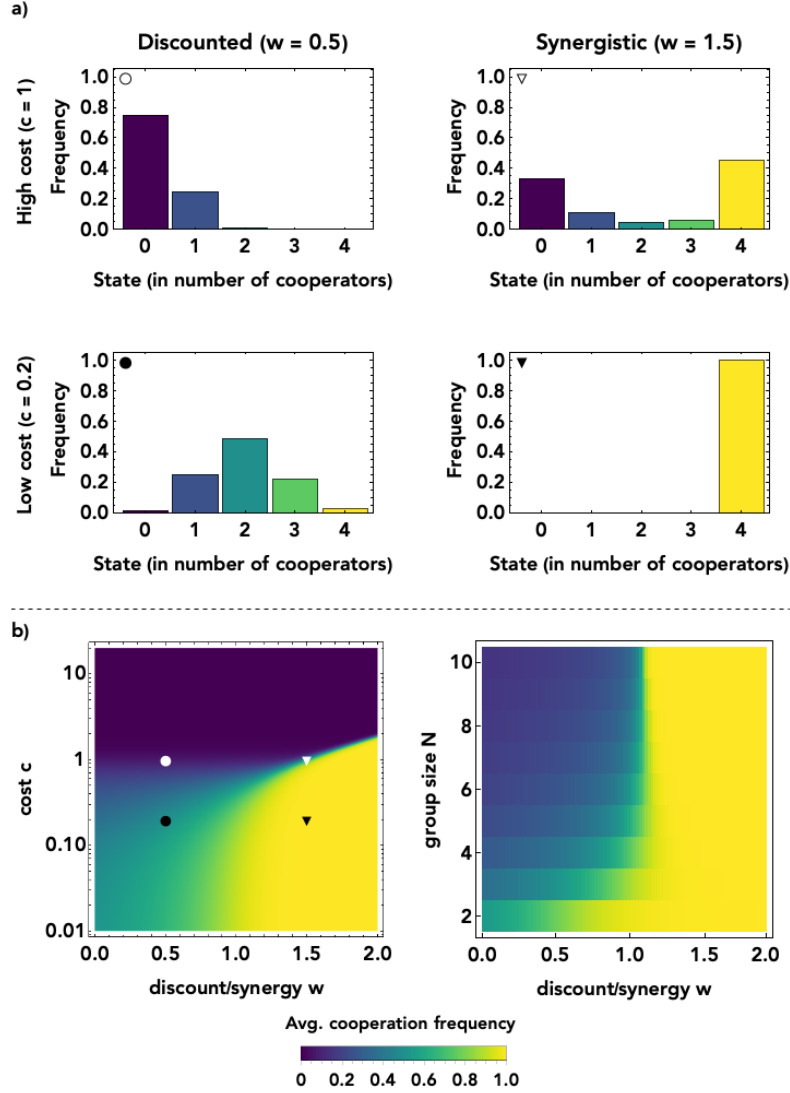 a)
Discounted (w = 0.5)
Synergistic (w = 1.5)
High cost (c = 1)
Frequency
1.0
0.8
0.6
0.4
0.2
0.0
0 1 2 3 4
State (in number of cooperators)
Frequency
1.0
0.8
0.6
0.4
0.2
0.0
0 1 2 3 4
State (in number of cooperators)
Low cost (c = 0.2)
Frequency
1.0
0.8
0.6
0.4
0.2
0.0
0 1 2 3 4
State (in number of cooperators)
Frequency
1.0
0.8
0.6
0.4
0.2
0.0
0 1 2 3 4
State (in number of cooperators)
b)
cost c
10
1
0.10
0.01
0.0 0.5 1.0 1.5 2.0
discount/synergy w
group size N
10
8
6
4
2
0.0 0.5 1.0 1.5 2.0
discount/synergy w
Avg. cooperation frequency
0 0.2 0.4 0.6 0.8 1.0